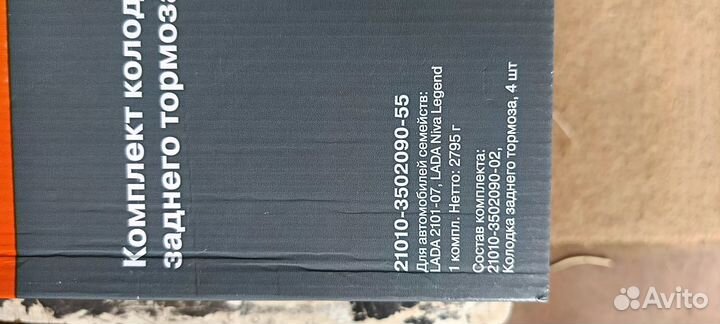 Комплект колод
заднего тормоза
21010-3502090-55
Для автомобилей семейств:
LADA 2101-07, LADA Niva Legend
1 компл. Нетто: 2795 г
Состав комплекта:
21010-3502090-02,
Колодка заднего тормоза, 4 шт
Avito